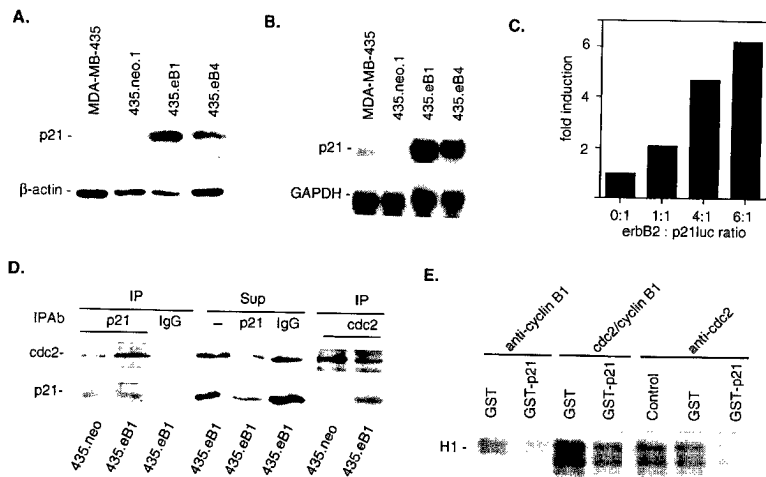 A.
MDA-MB-435
435.neo.1
435.eB1
435.eB4
p21 -
β-actin -
B.
MDA-MB-435
435.neo.1
435.eB1
435.eB4
p21 -
GAPDH -
C.
fold induction
6
4
2
0:1 1:1 4:1 6:1
erbB2 : p21luc ratio
D.
IP Sup IP
IPAb p21 IgG – p21 IgG cdc2
cdc2-
p21-
435.neo
435.eB1
435.eB1
435.eB1
435.eB1
435.eB1
435.neo
435.eB1
E.
anti-cyclin B1
cdc2/cyclin B1
anti-cdc2
GST
GST-p21
GST
GST-p21
Control
GST
GST-p21
H1 -